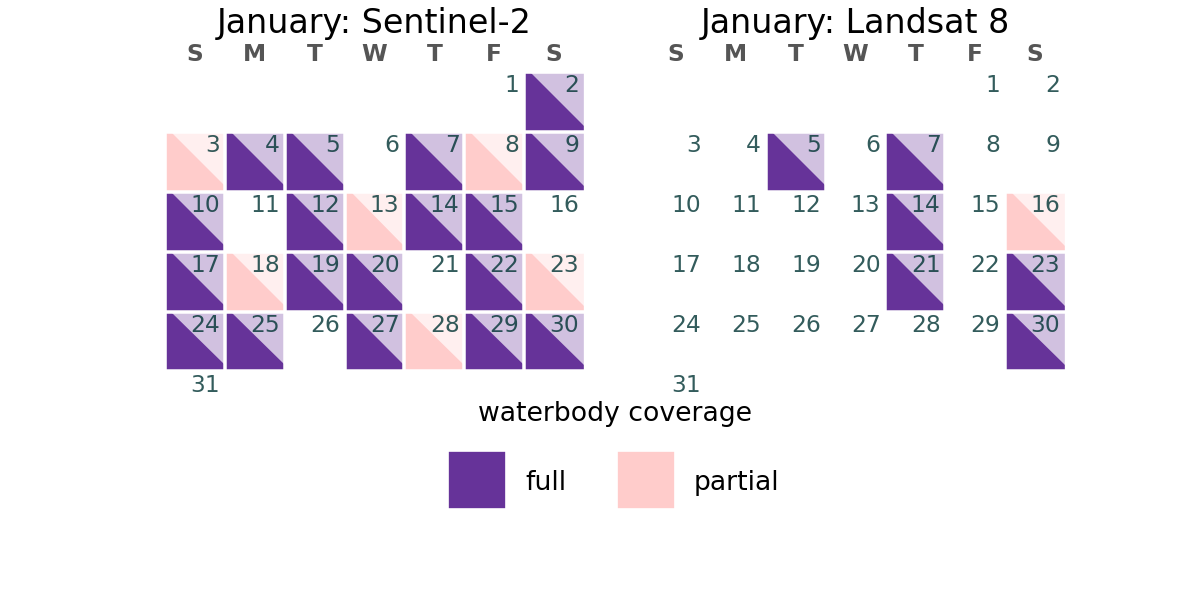 January: Sentinel-2
S M T W T F S
1 2
3 4 5 6 7 8 9
10 11 12 13 14 15 16
17 18 19 20 21 22 23
24 25 26 27 28 29 30
31
January: Landsat 8
S M T W T F S
1 2
3 4 5 6 7 8 9
10 11 12 13 14 15 16
17 18 19 20 21 22 23
24 25 26 27 28 29 30
31
waterbody coverage
full partial